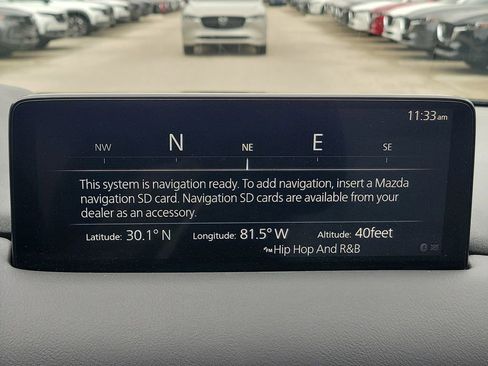 11:33am
NW N NE E SE
This system is navigation ready. To add navigation, insert a Mazda
navigation SD card. Navigation SD cards are available from your
dealer as an accessory.
Latitude: 30.1° N Longitude: 81.5° W Altitude: 40feet
Hip Hop And R&B